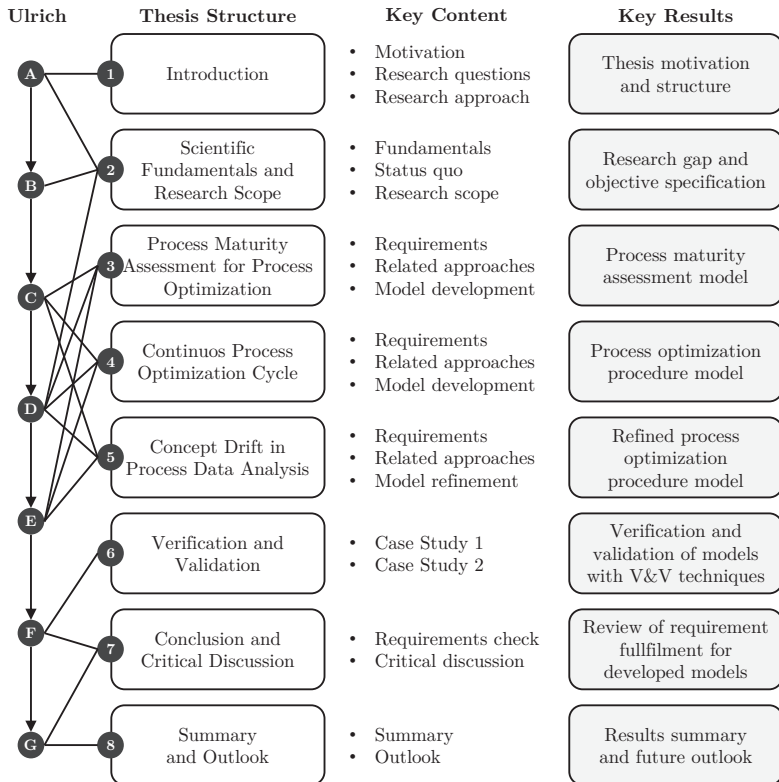 Ulrich
Thesis Structure
Key Content
Key Results
A
1
Introduction
• Motivation
• Research questions
• Research approach
Thesis motivation
and structure
B
2
Scientific
Fundamentals and
Research Scope
• Fundamentals
• Status quo
• Research scope
Research gap and
objective specification
C
3
Process Maturity
Assessment for Process
Optimization
• Requirements
• Related approaches
• Model development
Process maturity
assessment model
4
Continuos Process
Optimization Cycle
• Requirements
• Related approaches
• Model development
Process optimization
procedure model
D
5
Concept Drift in
Process Data Analysis
• Requirements
• Related approaches
• Model refinement
Refined process
optimization
procedure model
E
6
Verification and
Validation
• Case Study 1
• Case Study 2
Verification and
validation of models
with V&V techniques
F
7
Conclusion and
Critical Discussion
• Requirements check
• Critical discussion
Review of requirement
fullfilment for
developed models
G
8
Summary
and Outlook
• Summary
• Outlook
Results summary
and future outlook